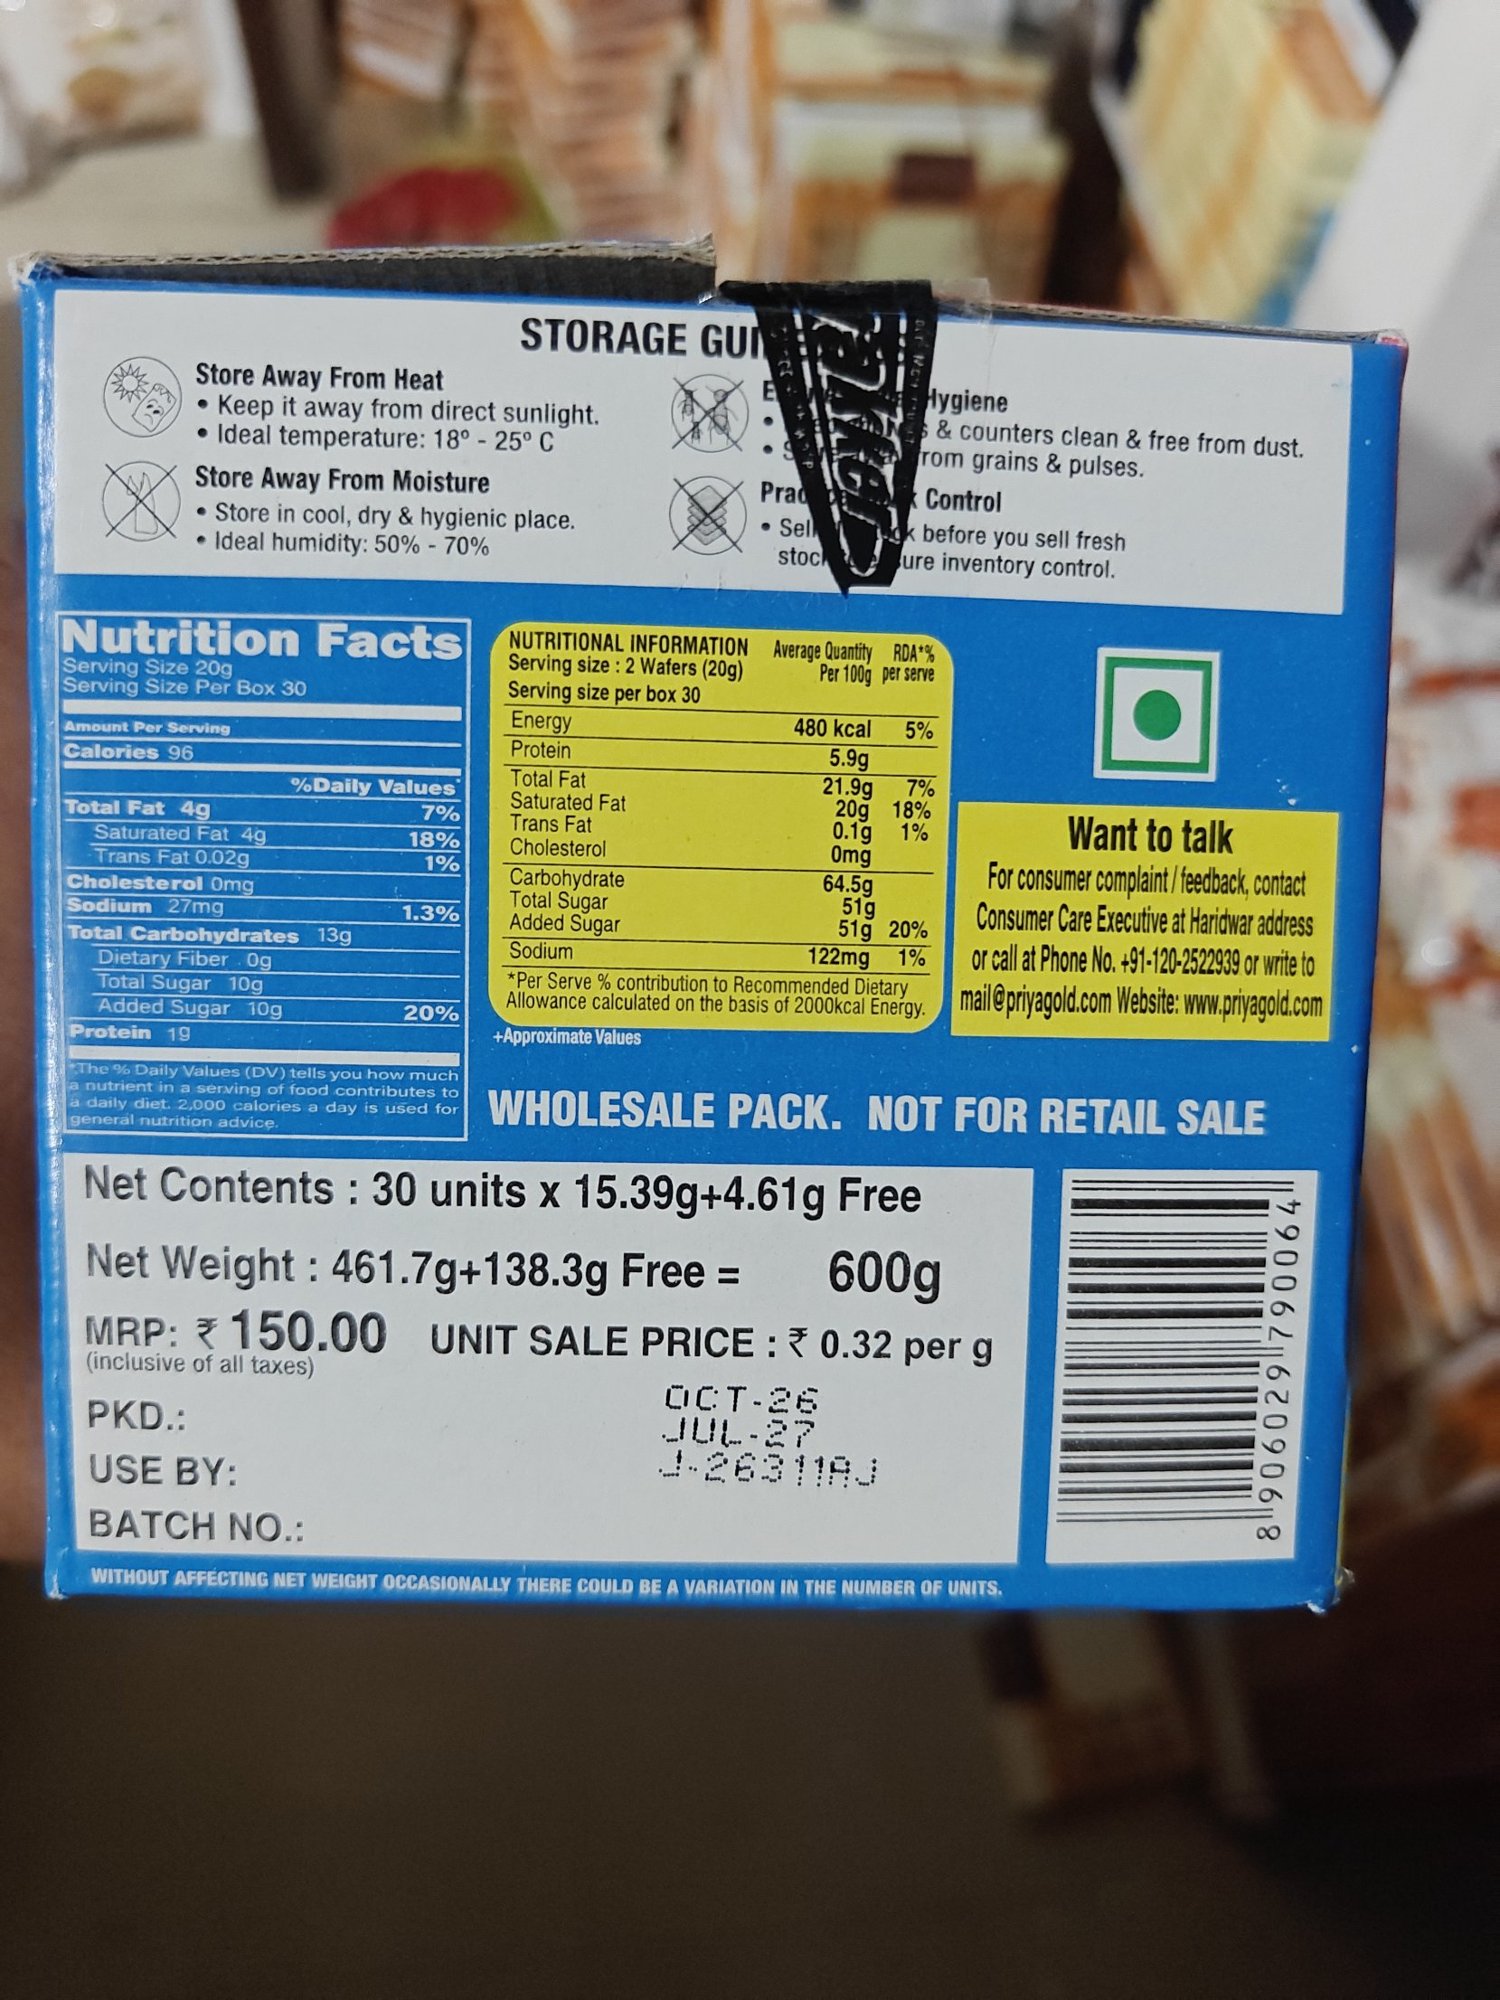 STORAGE GUI
Store Away From Heat
• Keep it away from direct sunlight.
• Ideal temperature: 18º - 25º C
Store Away From Moisture
• Store in cool, dry & hygienic place.
• Ideal humidity: 50% - 70%
Hygiene
& counters clean & free from dust.
from grains & pulses.
Control
• Sell before you sell fresh
inventory control.
Nutrition Facts
Serving Size 20g
Serving Size Per Box 30
Amount Per Serving
Calories 96
%Daily Values*
Total Fat 4g 7%
Saturated Fat 4g 18%
Trans Fat 0.02g 1%
Cholesterol 0mg
Sodium 27mg 1.3%
Total Carbohydrates 13g
Dietary Fiber 0g
Total Sugar 10g
Added Sugar 10g 20%
Protein 1g
*The % Daily Values (DV) tells you how much
a nutrient in a serving of food contributes to
a daily diet. 2,000 calories a day is used for
general nutrition advice.
NUTRITIONAL INFORMATION Average Quantity RDA*%
Serving size : 2 Wafers (20g) Per 100g per serve
Serving size per box 30
Energy 480 kcal 5%
Protein 5.9g
Total Fat 21.9g 7%
Saturated Fat 20g 18%
Trans Fat 0.1g 1%
Cholesterol 0mg
Carbohydrate 64.5g
Total Sugar 51g
Added Sugar 51g 20%
Sodium 122mg 1%
*Per Serve % contribution to Recommended Dietary
Allowance calculated on the basis of 2000kcal Energy.
+Approximate Values
Want to talk
For consumer complaint / feedback, contact
Consumer Care Executive at Haridwar address
or call at Phone No. +91-120-2522939 or write to
mail@priyagold.com Website: www.priyagold.com
WHOLESALE PACK. NOT FOR RETAIL SALE
Net Contents : 30 units x 15.39g+4.61g Free
Net Weight : 461.7g+138.3g Free = 600g
MRP: ₹ 150.00 UNIT SALE PRICE : ₹ 0.32 per g
(inclusive of all taxes)
PKD.: OCT-26
USE BY: JUL-27
BATCH NO.: J-26311AJ
8 906029 790064
WITHOUT AFFECTING NET WEIGHT OCCASIONALLY THERE COULD BE A VARIATION IN THE NUMBER OF UNITS.